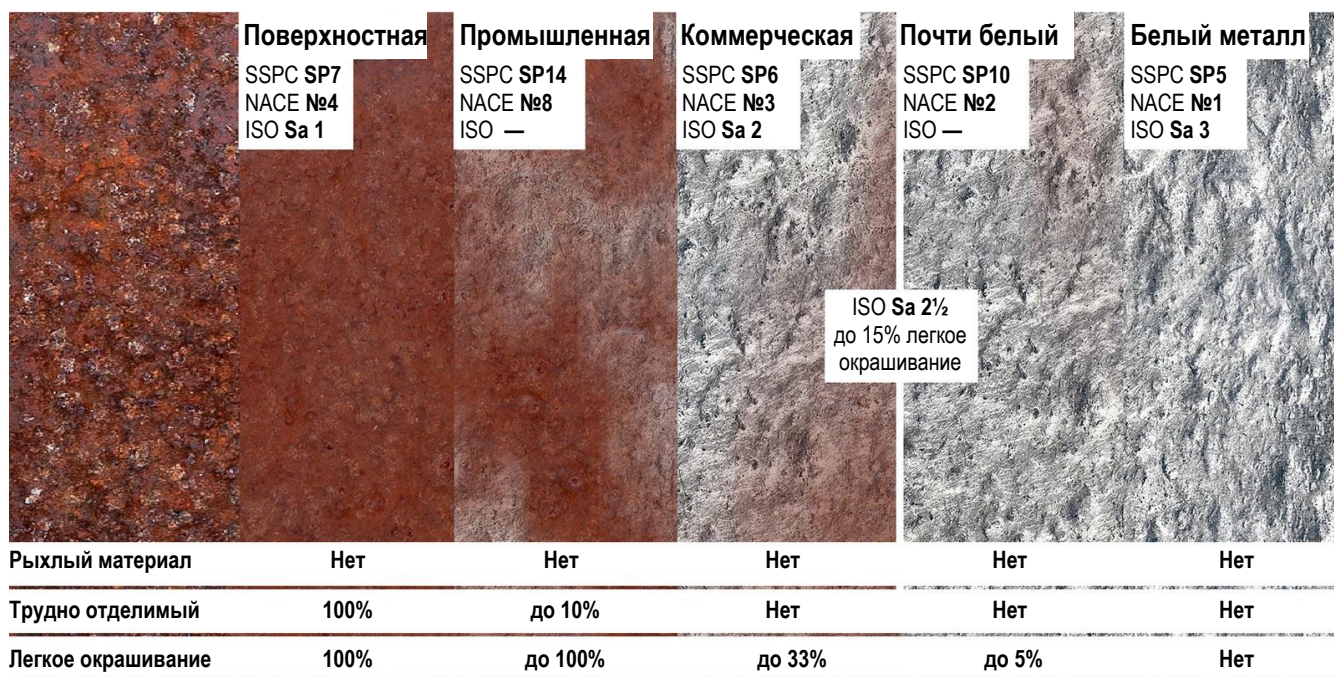 Поверхностная
SSPC SP7
NACE №4
ISO Sa 1
Промышленная
SSPC SP14
NACE №8
ISO —
Коммерческая
SSPC SP6
NACE №3
ISO Sa 2
Почти белый
SSPC SP10
NACE №2
ISO —
Белый металл
SSPC SP5
NACE №1
ISO Sa 3
ISO Sa 2½
до 15% легкое
окрашивание
Рыхлый материал Нет Нет Нет Нет Нет
Трудно отделимый 100% до 10% Нет Нет Нет
Легкое окрашивание 100% до 100% до 33% до 5% Нет